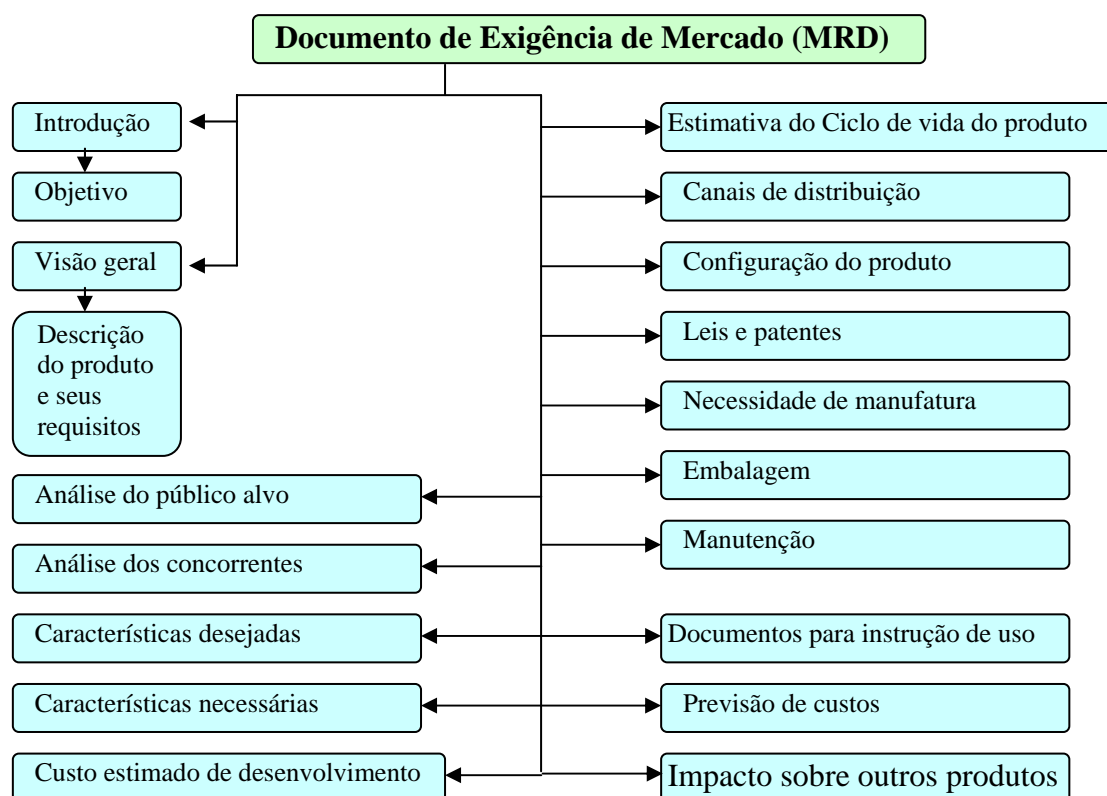 Documento de Exigência de Mercado (MRD)
Introdução
Objetivo
Visão geral
Descrição
do produto
e seus
requisitos
Análise do público alvo
Análise dos concorrentes
Características desejadas
Características necessárias
Custo estimado de desenvolvimento
Estimativa do Ciclo de vida do produto
Canais de distribuição
Configuração do produto
Leis e patentes
Necessidade de manufatura
Embalagem
Manutenção
Documentos para instrução de uso
Previsão de custos
Impacto sobre outros produtos